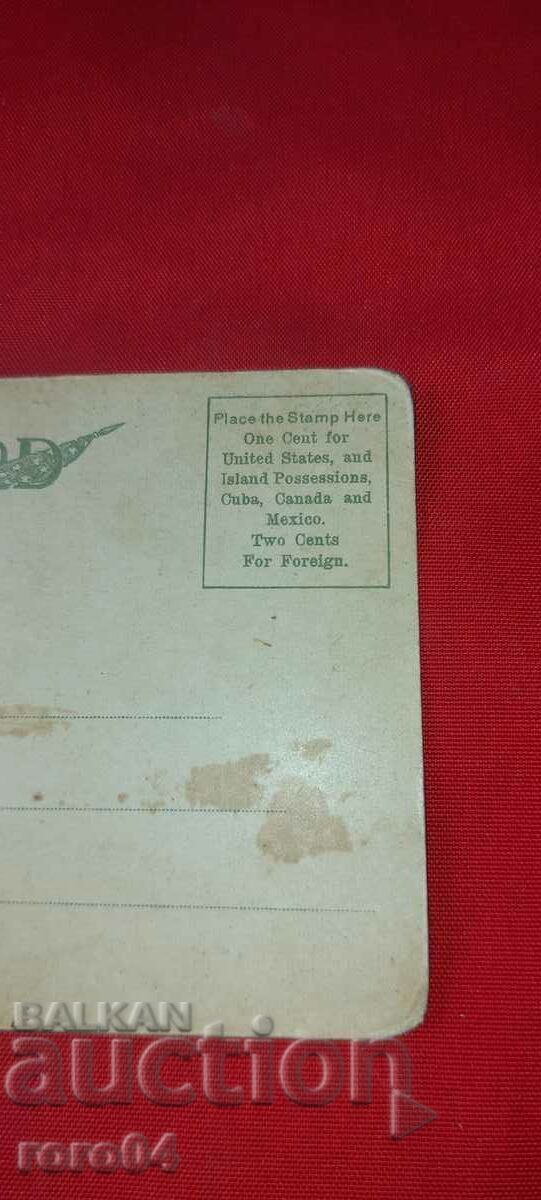 RD
Place the Stamp Here
One Cent for
United States, and
Island Possessions,
Cuba, Canada and
Mexico.
Two Cents
For Foreign.
BALKAN
auction
roro04